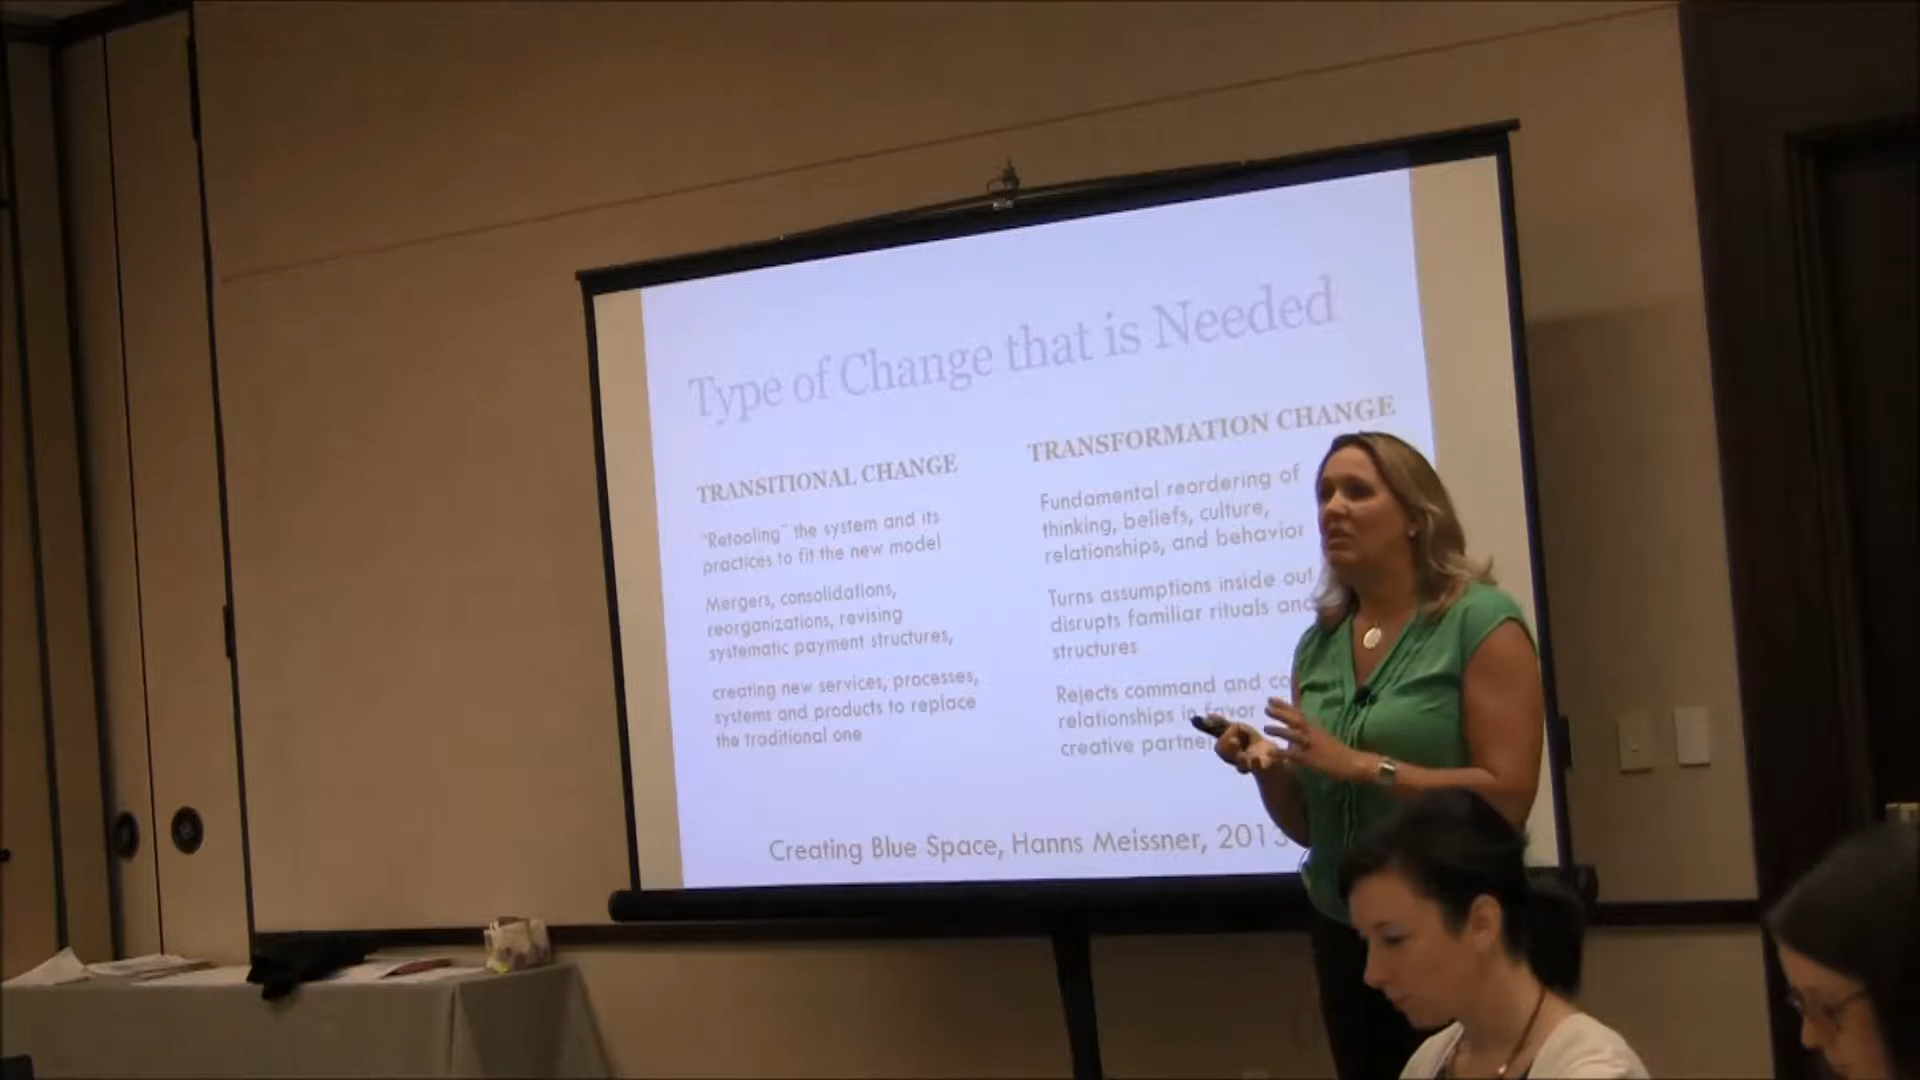 Type of Change that is Needed
TRANSITIONAL CHANGE
"Retooling" the system and its
practices to fit the new model
Mergers, consolidations,
reorganizations, revising
systematic payment structures,
creating new services, processes,
systems and products to replace
the traditional one
TRANSFORMATION CHANGE
Fundamental reordering of
thinking, beliefs, culture,
relationships, and behavior
Turns assumptions inside out
disrupts familiar rituals and
structures
Rejects command and
relationships in favor
creative
Creating Blue Space, Hanns Meissner, 2013